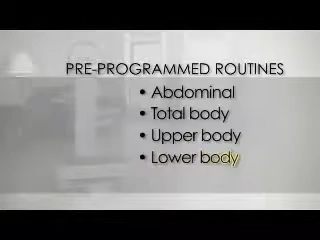 PRE-PROGRAMMED ROUTINES
• Abdominal
• Total body
• Upper body
• Lower body